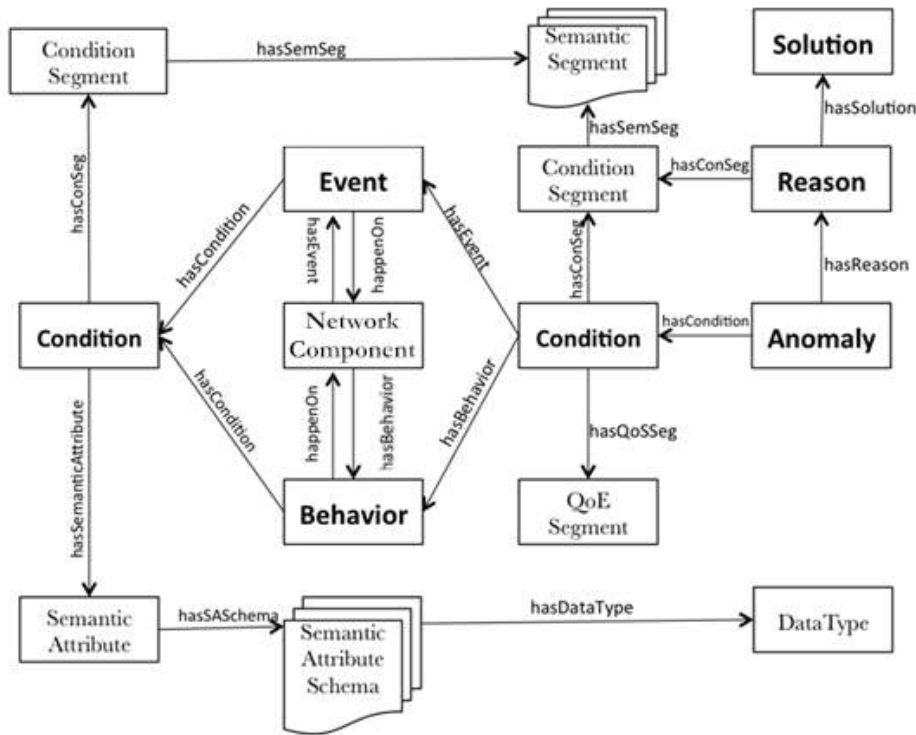 Condition
Segment
hasSemSeg
Semantic
Segment
Solution
hasSolution
hasSemSeg
hasConSeg
Event
Condition
Segment
hasConSeg
Reason
hasCondition
hasEvent
happenOn
hasEvent
hasConSeg
hasReason
Condition
Network
Component
Condition
hasCondition
Anomaly
hasSemanticAttribute
hasCondition
happenOn
hasBehavior
hasBehavior
hasQoSSeg
Behavior
QoE
Segment
Semantic
Attribute
hasSASchema
Semantic
Attribute
Schema
hasDataType
DataType